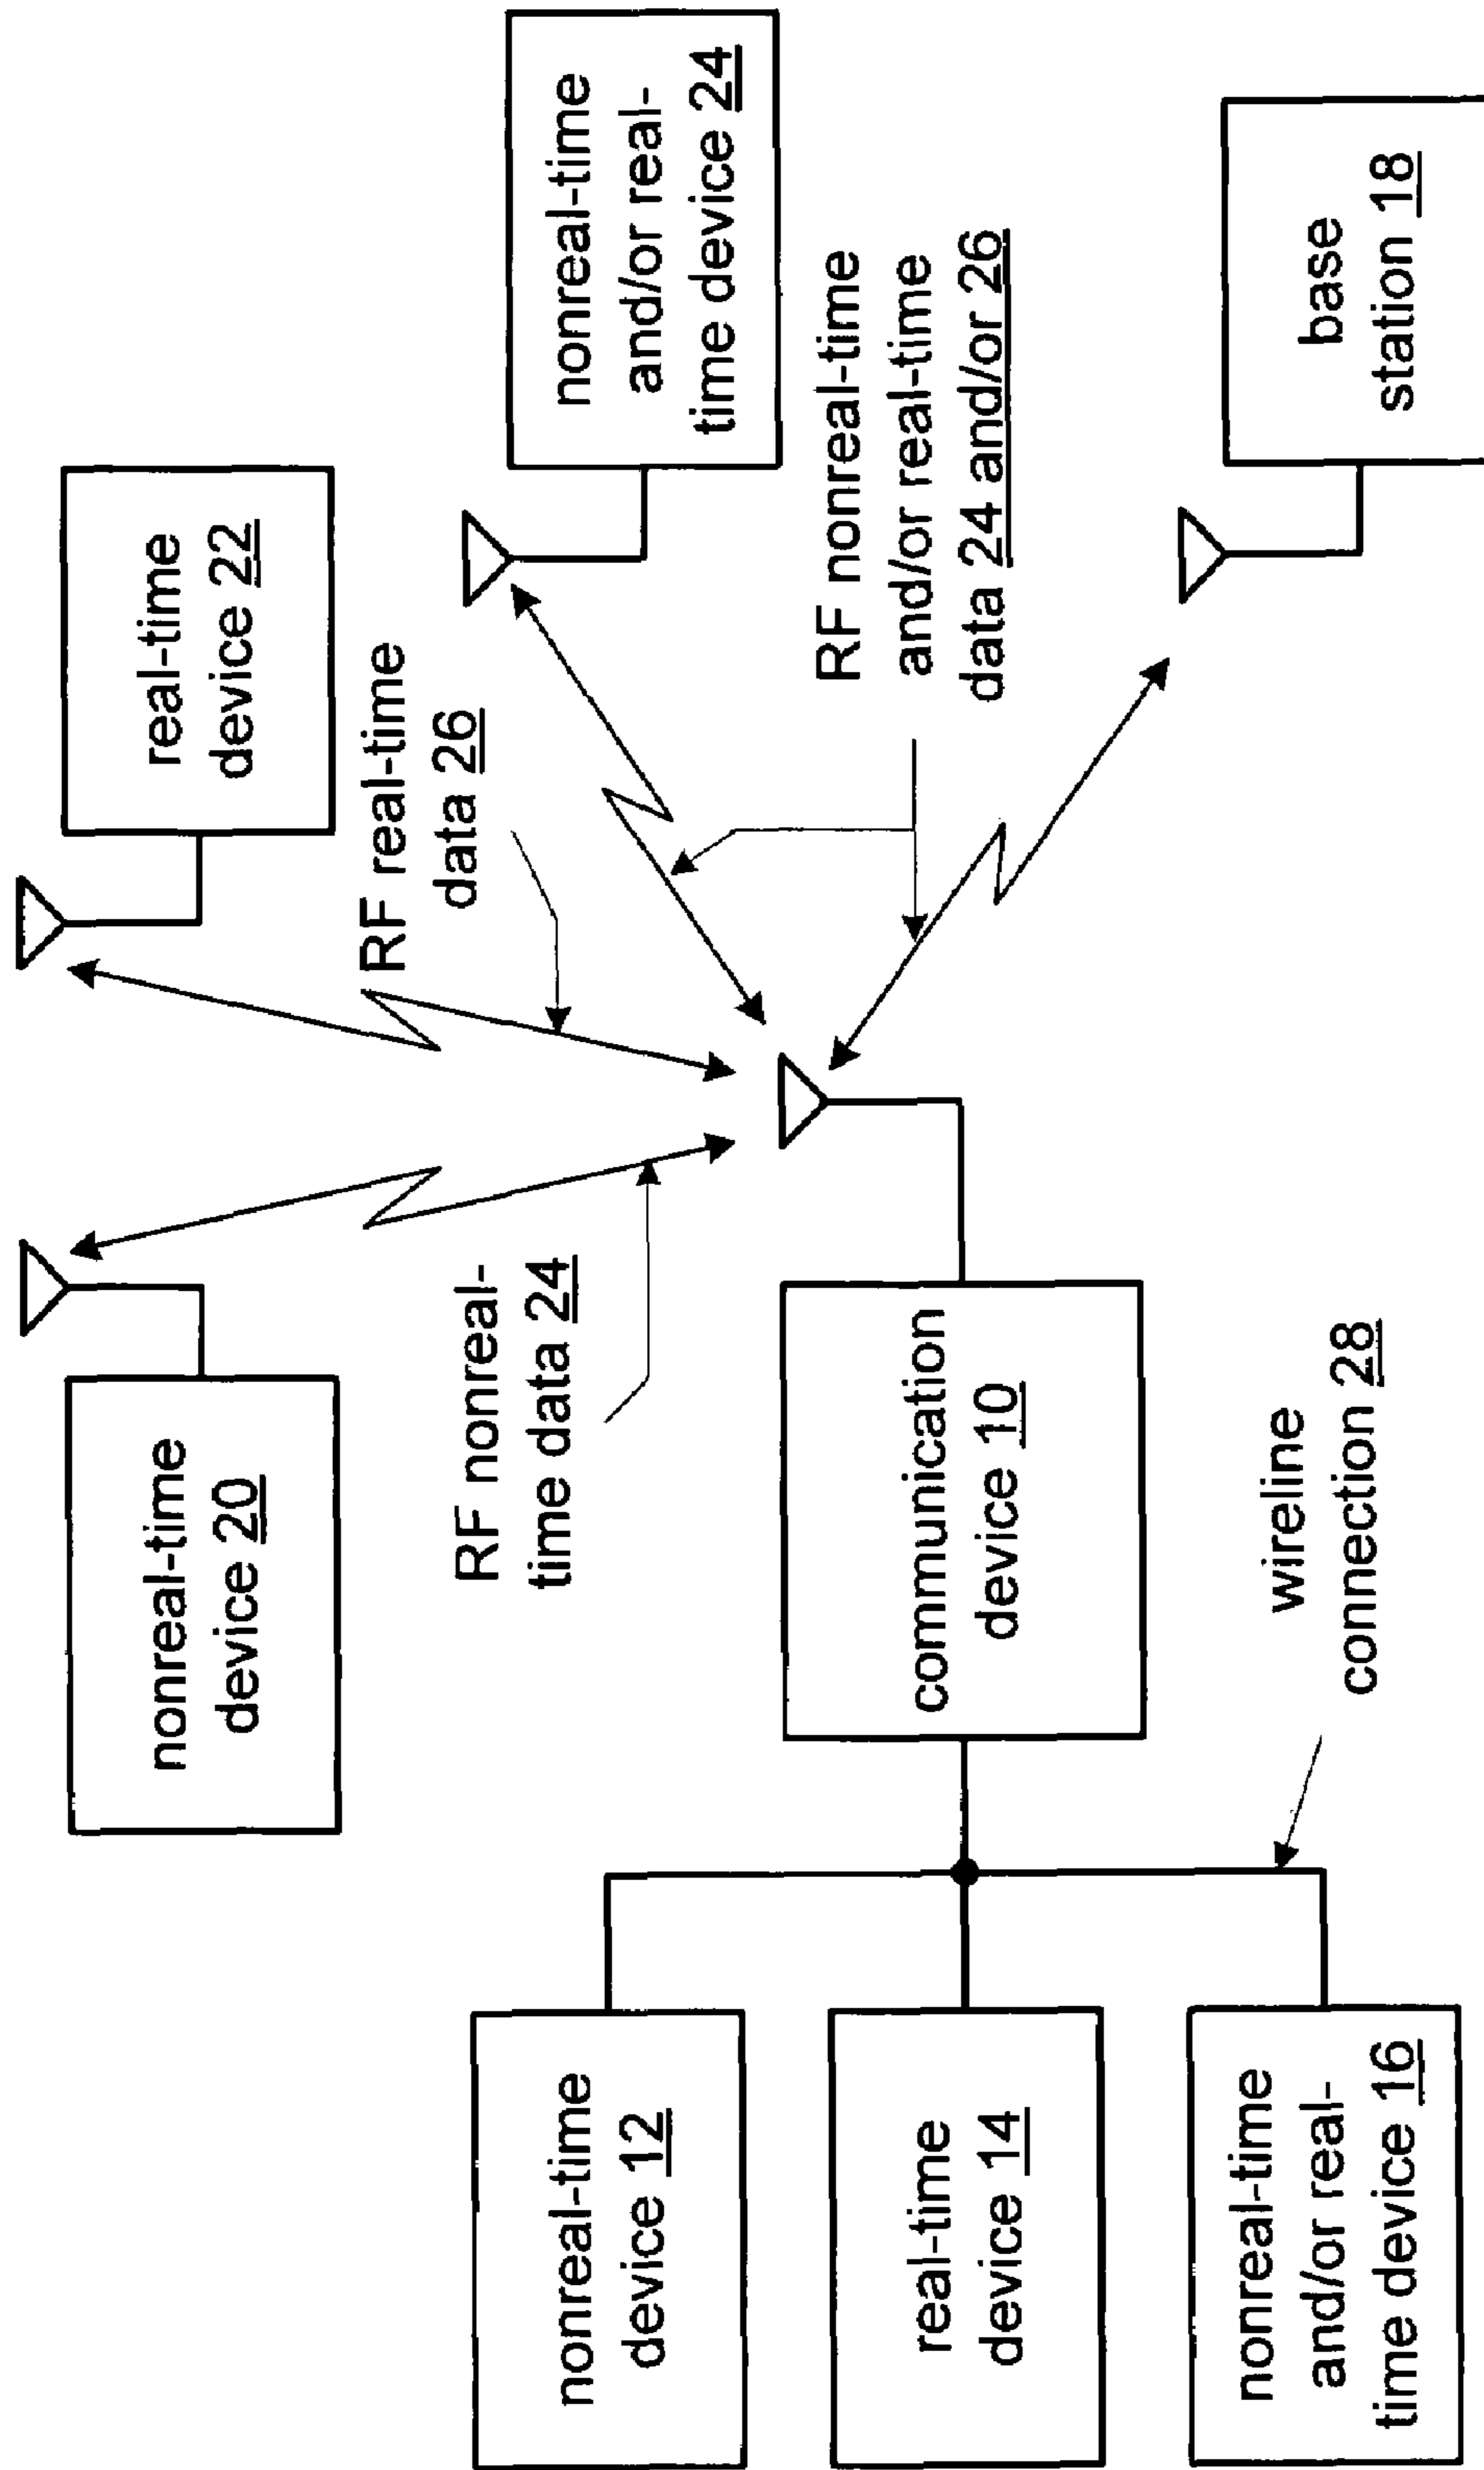 nonreal-time
device 20
real-time
device 22
RF real-time
data 26
nonreal-time
and/or real-
time device 24
RF nonreal-
time data 24
RF nonreal-time
and/or real-time
data 24 and/or 26
nonreal-time
device 12
real-time
device 14
nonreal-time
and/or real-
time device 16
communication
device 10
wireline
connection 28
base
station 18